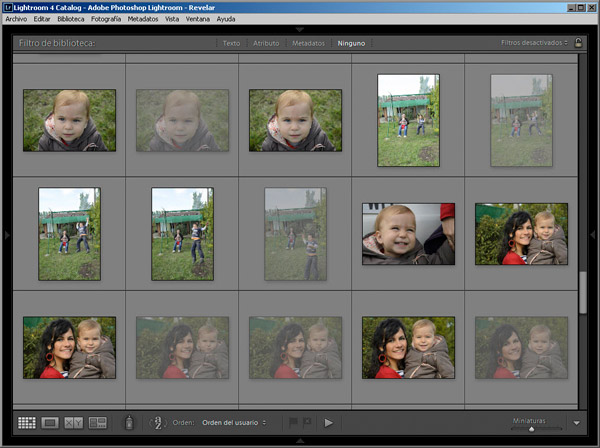 Lightroom 4 Catalog - Adobe Photoshop Lightroom - Revelar
Archivo Editar Biblioteca Fotografía Metadatos Vista Ventana Ayuda
Filtro de biblioteca: Texto Atributo Metadatos Ninguno Filtros desactivados
Orden: Orden del usuario Miniaturas